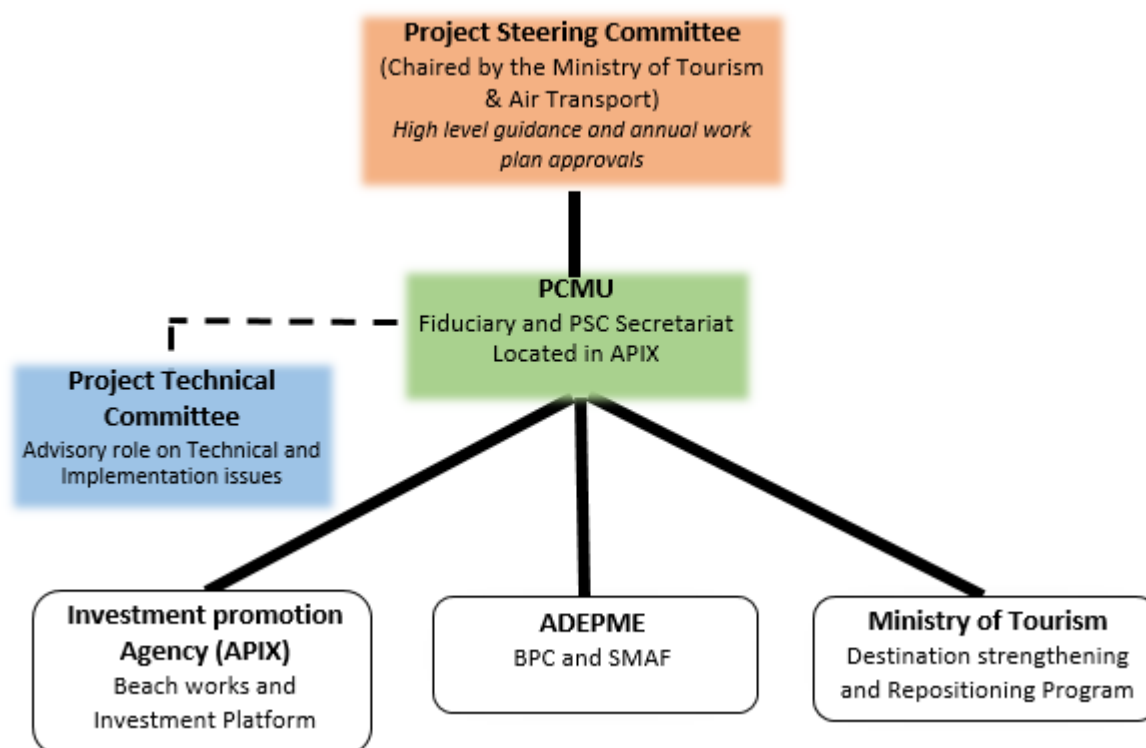 Project Steering Committee
(Chaired by the Ministry of Tourism
& Air Transport)
High level guidance and annual work
plan approvals
PCMU
Fiduciary and PSC Secretariat
Located in APIX
Project Technical
Committee
Advisory role on Technical and
Implementation issues
Investment promotion
Agency (APIX)
Beach works and
Investment Platform
ADEPME
BPC and SMAF
Ministry of Tourism
Destination strengthening
and Repositioning Program